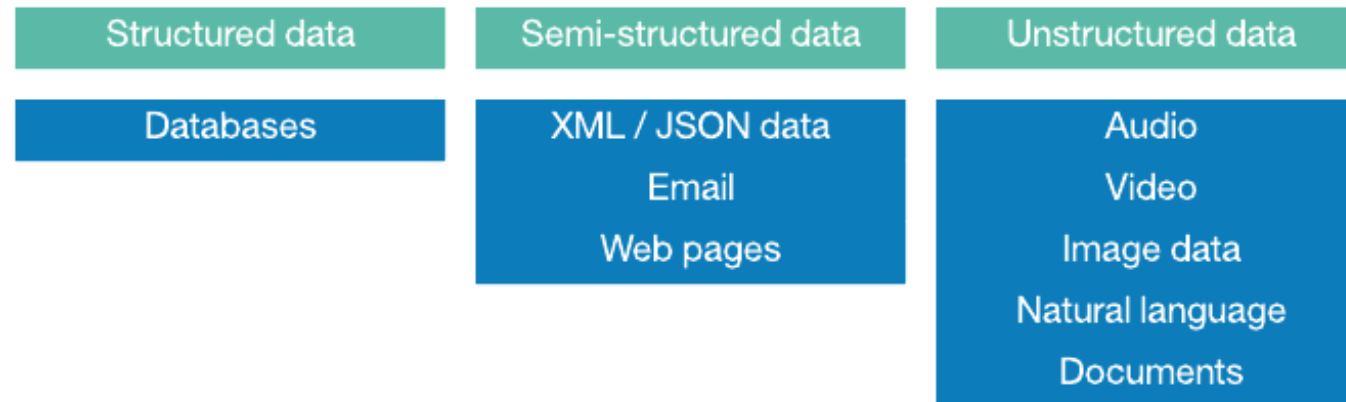 Structured data
Databases
Semi-structured data
XML / JSON data
Email
Web pages
Unstructured data
Audio
Video
Image data
Natural language
Documents